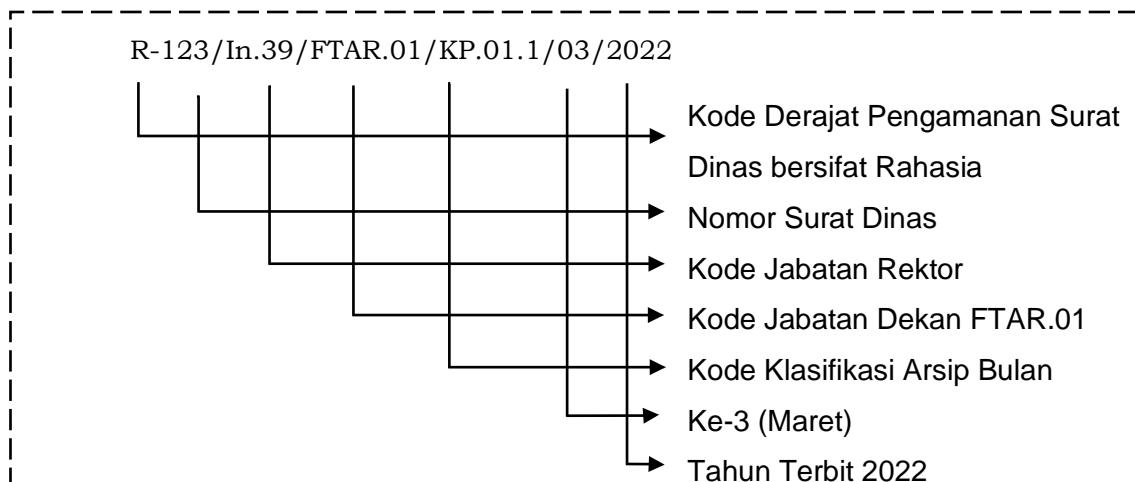 R-123/In.39/FTAR.01/KP.01.1/03/2022
Kode Derajat Pengamanan Surat
Dinas bersifat Rahasia
Nomor Surat Dinas
Kode Jabatan Rektor
Kode Jabatan Dekan FTAR.01
Kode Klasifikasi Arsip Bulan
Ke-3 (Maret)
Tahun Terbit 2022